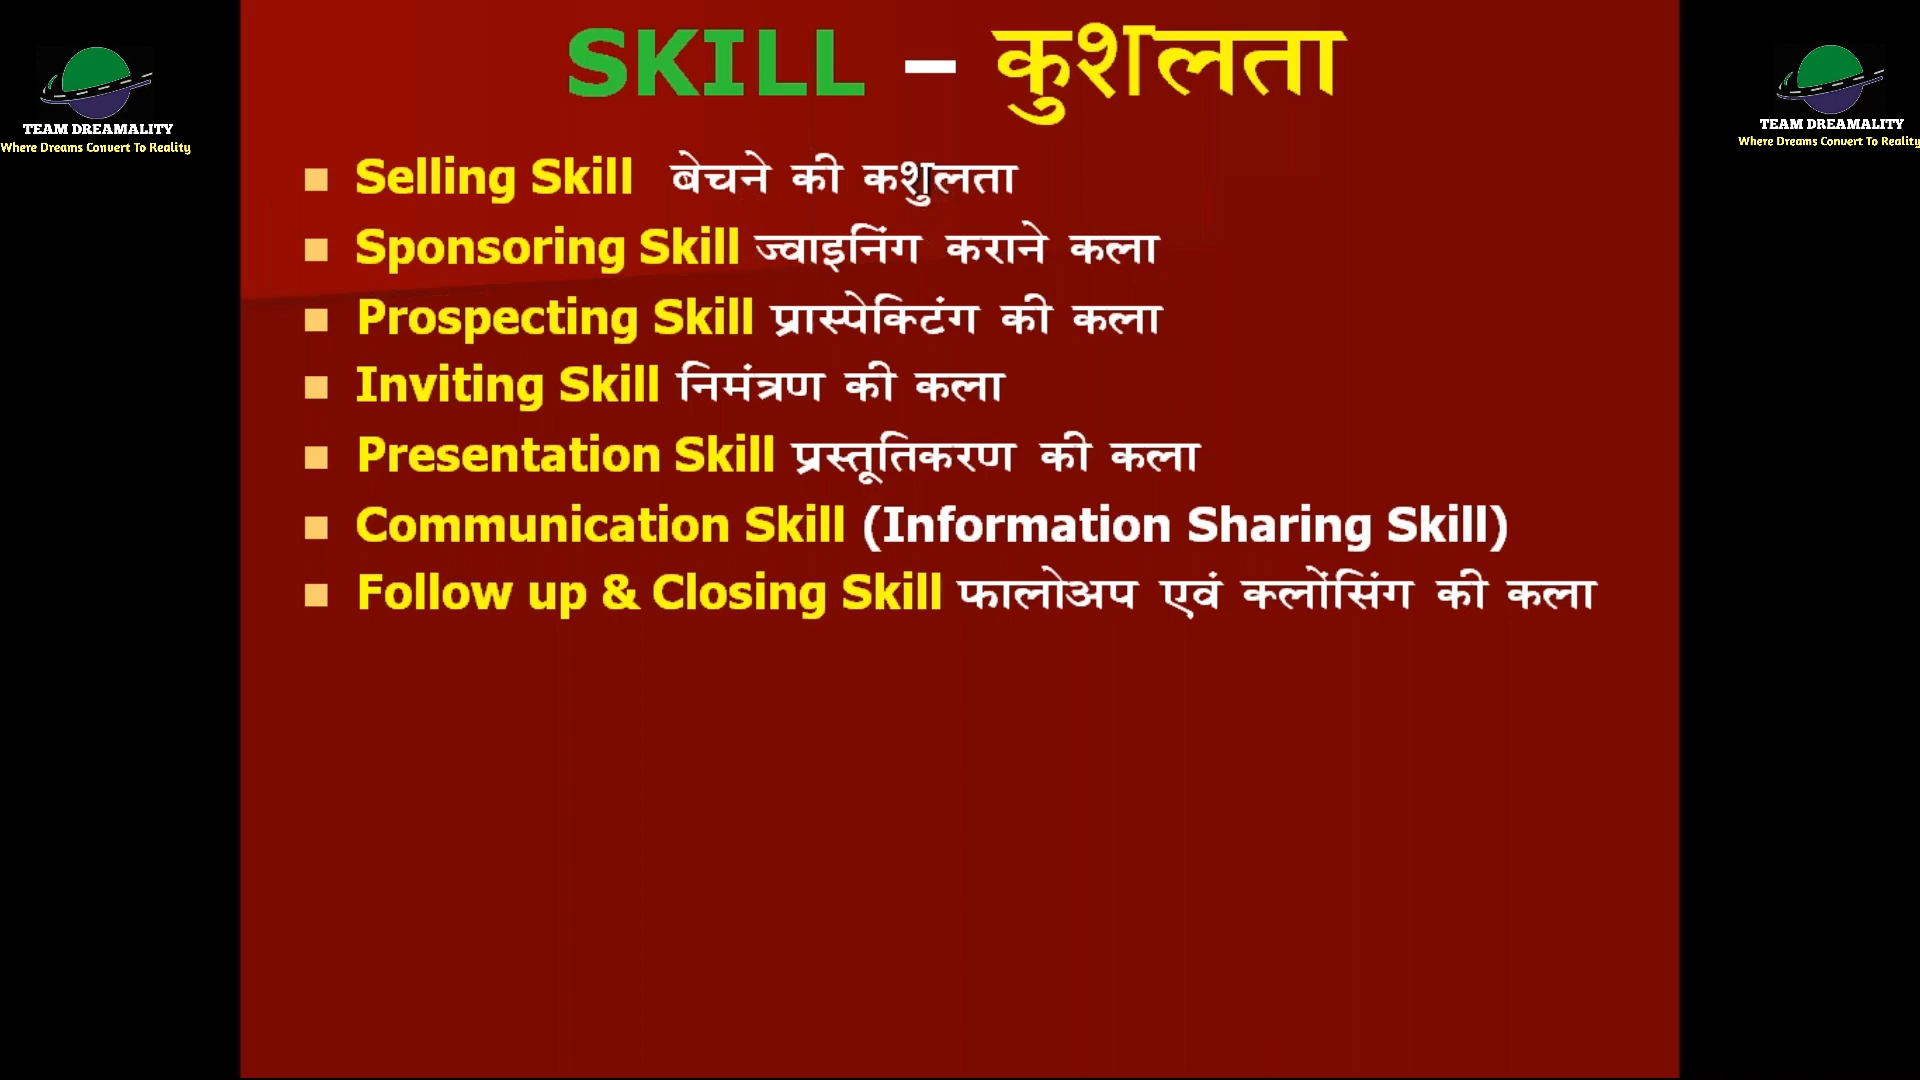 SKILL – कुशलता
TEAM DREAMALITY
Where Dreams Convert To Reality
TEAM DREAMALITY
Where Dreams Convert To Reality
Selling Skill बेचने की कशुलता
Sponsoring Skill ज्वाइनिंग कराने कला
Prospecting Skill प्रास्पेक्टिंग की कला
Inviting Skill निमंत्रण की कला
Presentation Skill प्रस्तूतिकरण की कला
Communication Skill (Information Sharing Skill)
Follow up & Closing Skill फालोअप एवं क्लोंसिंग की कला